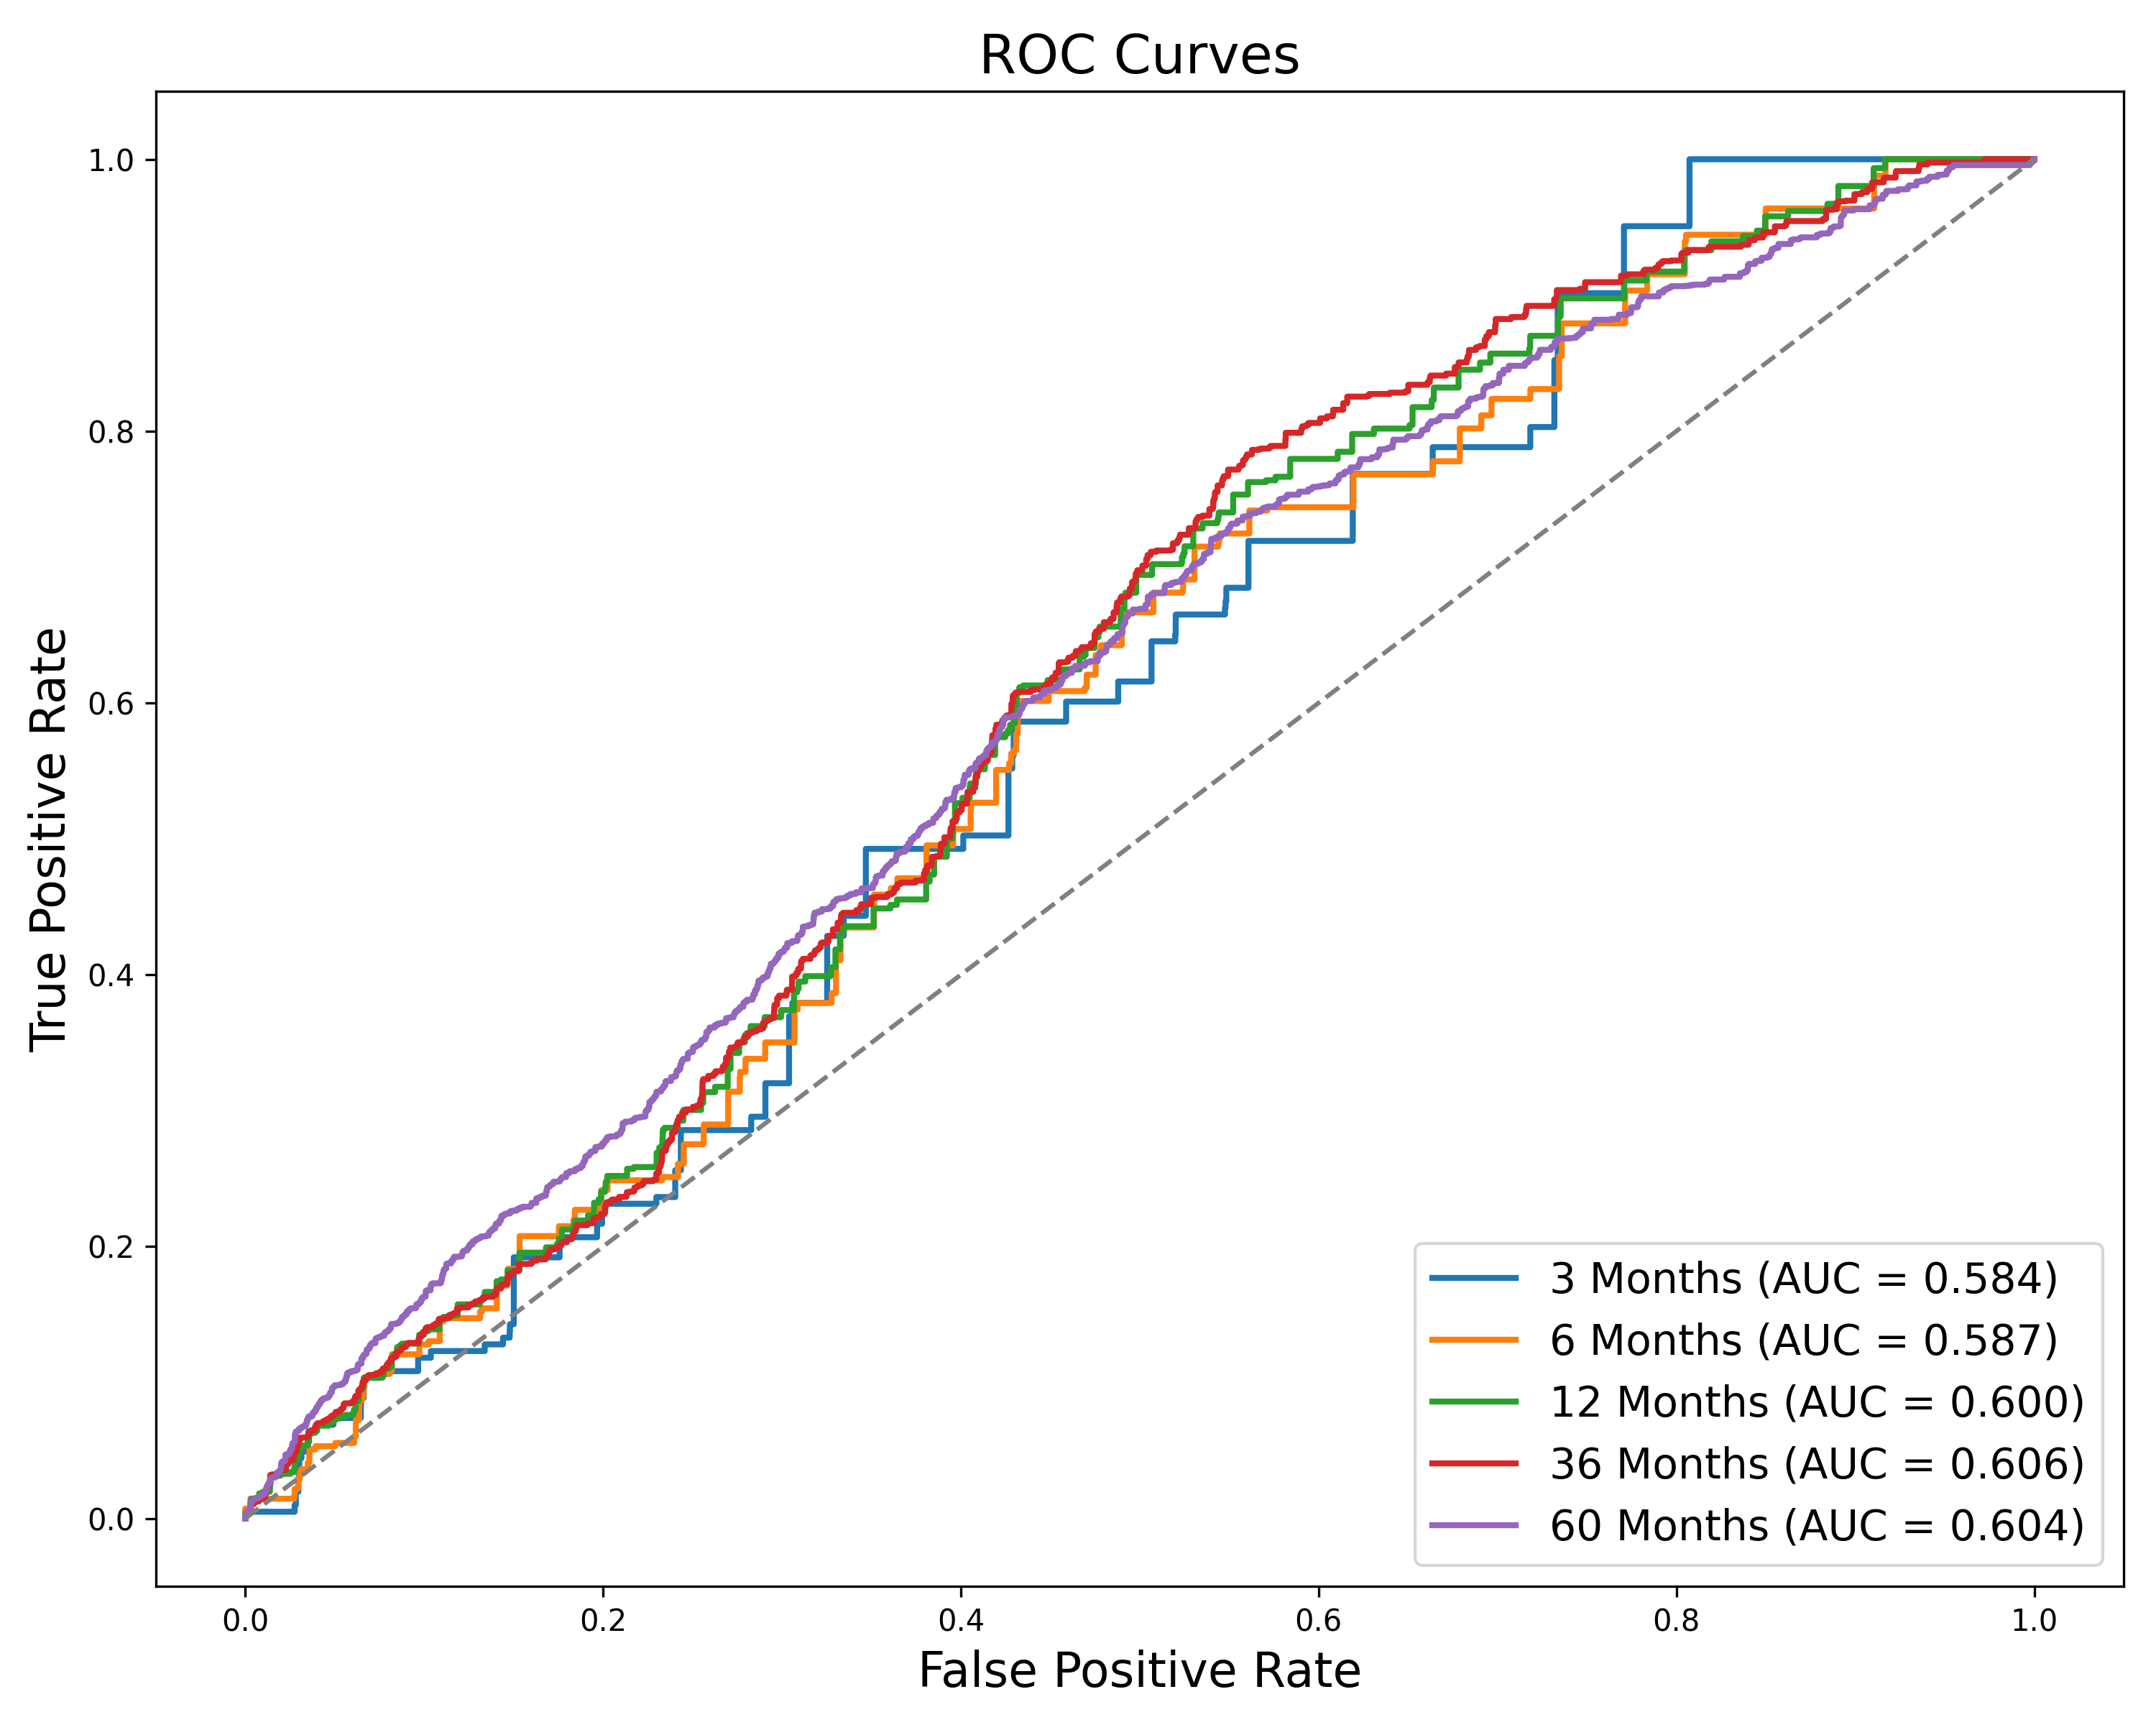 ROC Curves
True Positive Rate
1.0
0.8
0.6
0.4
0.2
0.0
0.0 0.2 0.4 0.6 0.8 1.0
False Positive Rate
3 Months (AUC = 0.584)
6 Months (AUC = 0.587)
12 Months (AUC = 0.600)
36 Months (AUC = 0.606)
60 Months (AUC = 0.604)